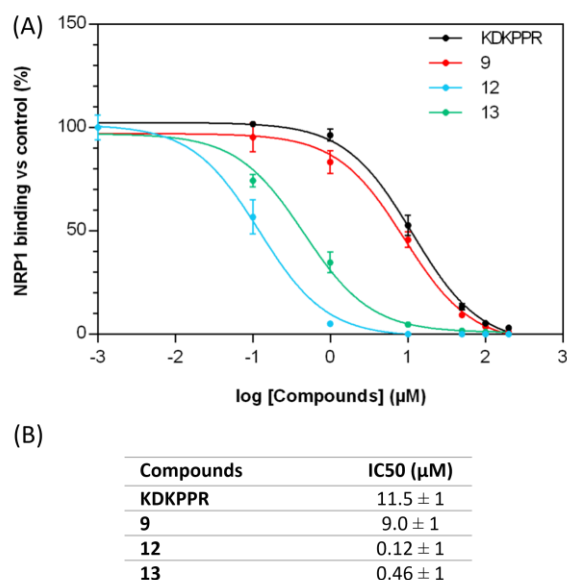 (A)
150
100
50
0
NRP1 binding vs control (%)
KDKPPR
9
12
13
-3 -2 -1 0 1 2 3
log [Compounds] (µM)
(B)
Compounds IC50 (µM)
KDKPPR 11.5 ± 1
9 9.0 ± 1
12 0.12 ± 1
13 0.46 ± 1